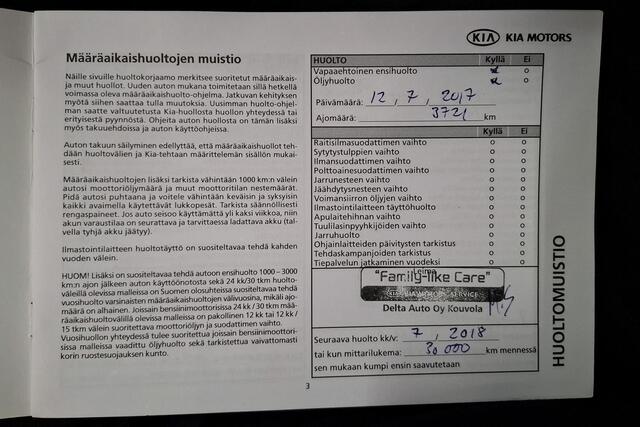 KIA KIA MOTORS
Määräaikaishuoltojen muistio
Näille sivuille huoltokorjaamo merkitsee suoritetut määräaikais-
ja muut huollot. Uuden auton mukana toimitetaan sillä hetkellä
voimassa oleva määräaikaishuolto-ohjelma. Jatkuvan kehityksen
myötä siihen saattaa tulla muutoksia. Uusimman huolto-ohjel-
man saatte valtuutetusta Kia-huollosta huollon yhteydessä tai
erityisestä pyynnöstä. Ohjeita auton huollosta on tämän lisäksi
myös takuuehdoissa ja auton käyttöohjeissa.
Auton takuun säilyminen edellyttää, että määräaikahuollot teh-
dään huoltovälien ja Kia-tehtaan määrittelemän sisällön mukai-
sesti.
Määräaikahuoltojen lisäksi tarkista vähintään 1000 km:n välein
autosi moottoriöljymäärä ja muut moottoritilan nestemäärät.
Pidä autosi puhtaana ja voitele vähintään keväisin ja syksyisin
kaikki avaimella käytettävät lukkopesät. Tarkista säännöllisesti
rengaspaineet. Jos auto seisoo käyttämättä yli kaksi viikkoa, niin
akun varaustilaa on seurattava ja tarvittaessa ladattava akku (tal-
vella tyhjä akku jäätyy).
Ilmastointilaitteen huoltotäyttö on suositeltavaa tehdä kahden
vuoden välein.
HUOM! Lisäksi on suositeltavaa tehdä autoon ensihuolto 1000 – 3000
km:n ajon jälkeen auton käyttöönotosta sekä 24 kk/30 tkm huolto-
väleillä olevissa malleissa on Suomen olosuhteissa suositeltavaa tehdä
vuosihuolto varsinaisten määräaikaishuoltojen välivuosina, mikäli ajo-
määrä on alhainen. Joissain bensiinimoottorisissa 24 kk / 30 tkm mää-
räaikaishuoltovälillä olevissa malleissa on pakollinen 12 kk tai 12 kk /
15 tkm välein suoritettava moottoriöljyn ja suodattimen vaihto.
Vuosihuollon yhteydessä tulee suorittaa joissain bensiinimoottori-
sissa malleissa vaadittu öljyhuolto sekä tarkistettua vaivattomasti
korin ruostesuojauksen kunto.
3
HUOLTO Kyllä Ei
Vapaaehtoinen ensihuolto o
Öljyhuolto o
Päivämäärä: 12, 7, 2017
Ajomäärä: 3721 km
Kyllä Ei
Raitisilmasuodattimen vaihto o o
Sytytystulppien vaihto o o
Ilmansuodattimen vaihto o o
Polttoainesuodattimen vaihto o o
Jarrunesteen vaihto o o
Jäähdytysnesteen vaihto o o
Voimansiirron öljyjen vaihto o o
Ilmastointilaitteen täyttöhuolto o o
Apulaitehihnan vaihto o o
Tuulilasinpyyhkijöiden vaihto o o
Jarruhuolto o o
Ohjainlaitteiden päivitysten tarkistus o o
Tehdaskampanjoiden tarkistus o o
Tiepalvelun jatkaminen vuodeksi o o
Leima
"Family-like Care"
Delta Auto Oy Kouvola
Seuraava huolto kk/v: 7, 2018
tai kun mittarilukema: 30 000 km mennessä
sen mukaan kumpi ensin saavutetaan
HUOLTOMUISTIO